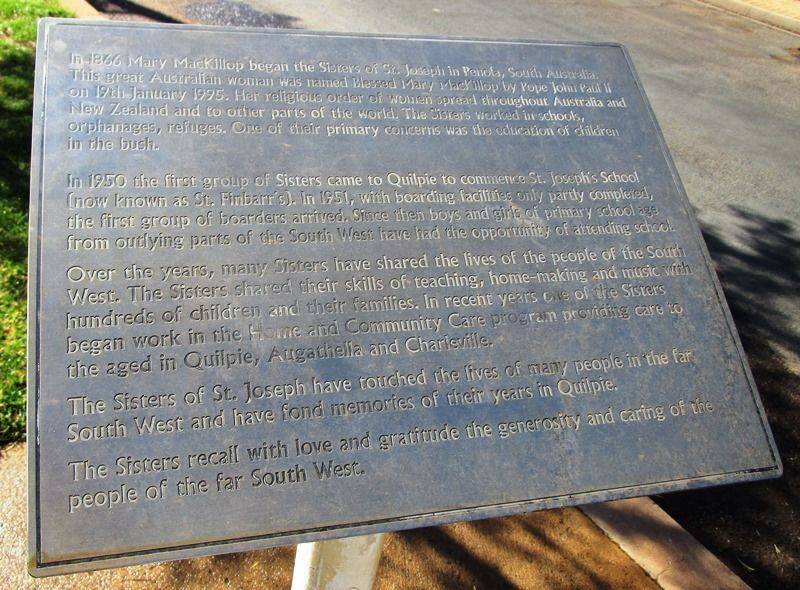 In 1866 Mary MacKillop began the Sisters of St. Joseph in Penola, South Australia.
This great Australian woman was named Blessed Mary MacKillop by Pope John Paul II
on 19th January 1995. Her religious order of women spread throughout Australia and
New Zealand and to other parts of the world. The Sisters worked in schools,
orphanages, refuges. One of their primary concerns was the education of children
in the bush.
In 1950 the first group of Sisters came to Quilpie to commence St. Joseph's School
(now known as St. Finbarr's). In 1951, with boarding facilities only partly completed,
the first group of boarders arrived. Since then boys and girls of primary school age
from outlying parts of the South West have had the opportunity of attending school.
Over the years, many Sisters have shared the lives of the people of the South
West. The Sisters shared their skills of teaching, home-making and music with
hundreds of children and their families. In recent years one of the Sisters
began work in the Home and Community Care program providing care to
the aged in Quilpie, Augathella and Charleville.
The Sisters of St. Joseph have touched the lives of many people in the far
South West and have fond memories of their years in Quilpie.
The Sisters recall with love and gratitude the generosity and caring of the
people of the far South West.